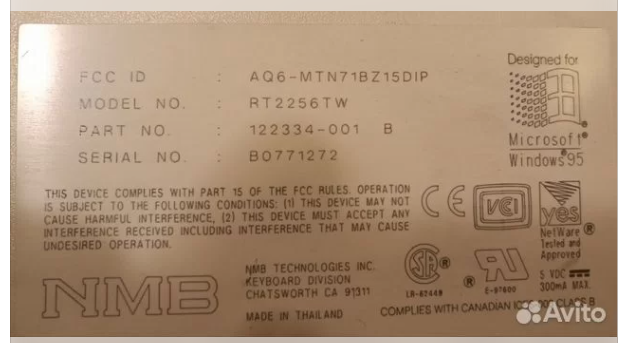 FCC ID : AQ6-MTN71BZ15DIP
MODEL NO. : RT2256TW
PART NO. : 122334-001 B
SERIAL NO. : B0771272
Designed for
Microsoft®
Windows®95
THIS DEVICE COMPLIES WITH PART 15 OF THE FCC RULES. OPERATION
IS SUBJECT TO THE FOLLOWING CONDITIONS: (1) THIS DEVICE MAY NOT
CAUSE HARMFUL INTERFERENCE, (2) THIS DEVICE MUST ACCEPT ANY
INTERFERENCE RECEIVED INCLUDING INTERFERENCE THAT MAY CAUSE
UNDESIRED OPERATION.
CE
yes
NetWare®
Tested and
Approved
NMB
NMB TECHNOLOGIES INC.
KEYBOARD DIVISION
CHATSWORTH CA 91311
MADE IN THAILAND
®
LR-82448
®
5 VDC
300mA MAX.
COMPLIES WITH CANADIAN CLASS B
Avito